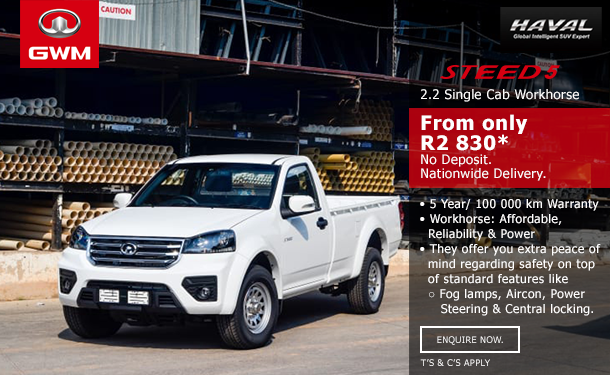 GWM
HAVAL
Global Intelligent SUV Expert
STEED 5
2.2 Single Cab Workhorse
From only
R2 830*
No Deposit.
Nationwide Delivery.
• 5 Year/ 100 000 km Warranty
• Workhorse: Affordable,
Reliability & Power
• They offer you extra peace of
mind regarding safety on top
of standard features like
○ Fog lamps, Aircon, Power
Steering & Central locking.
ENQUIRE NOW.
T'S & C'S APPLY